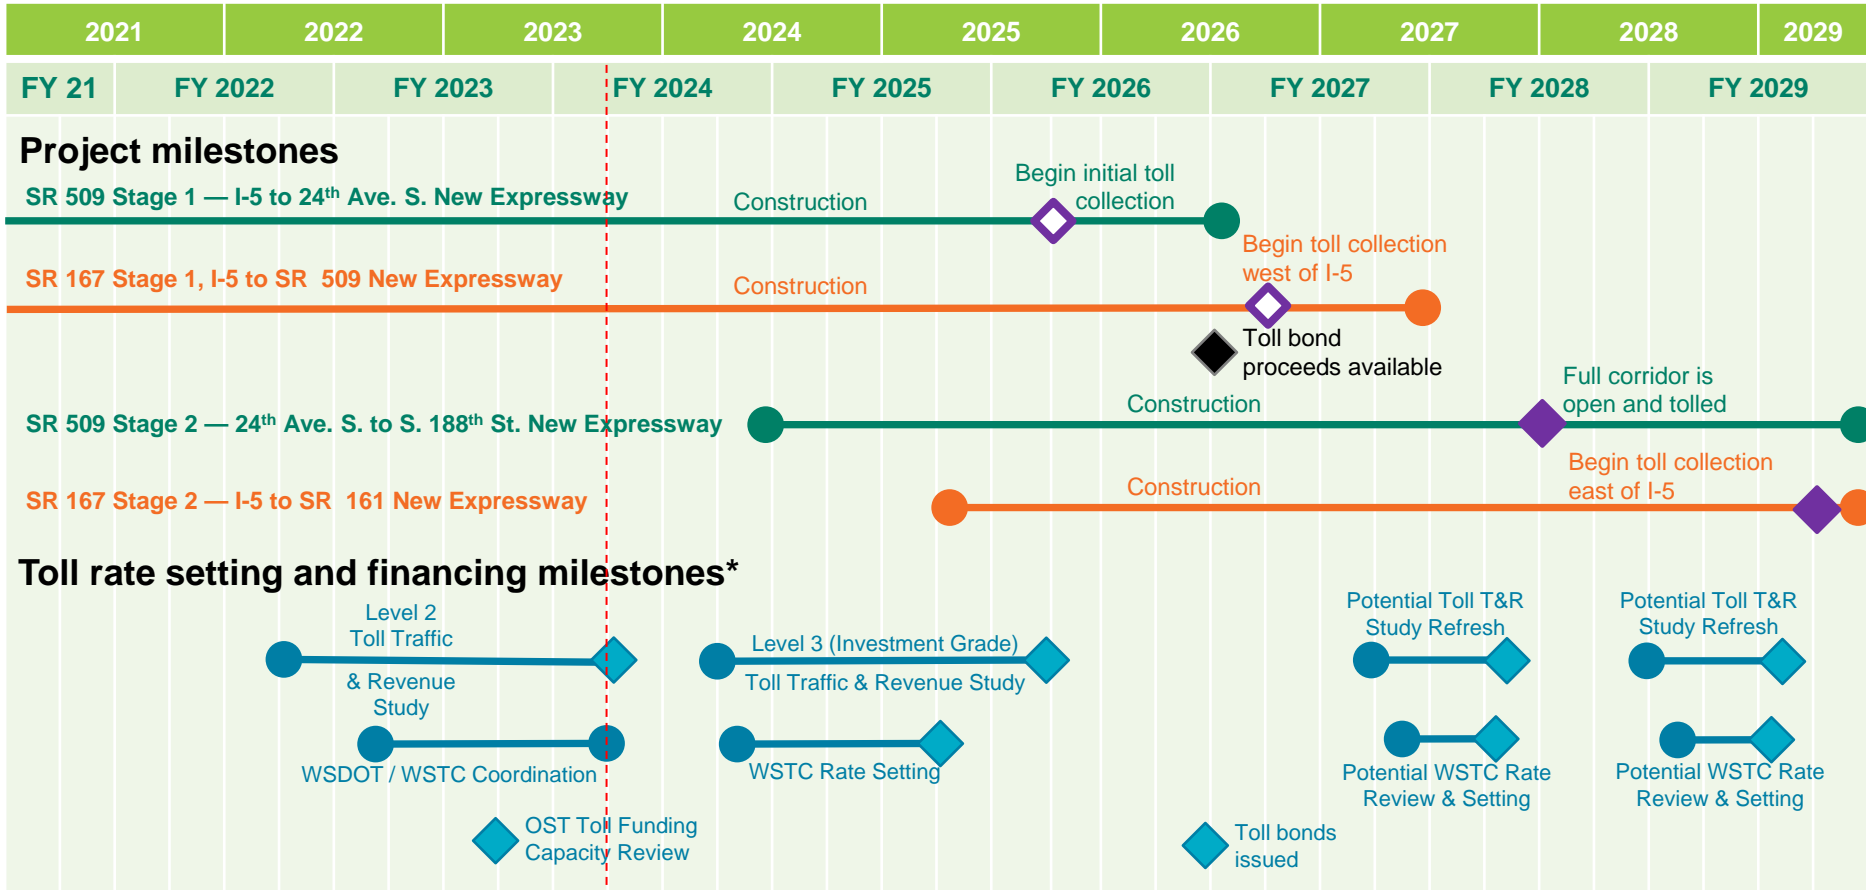 2021 2022 2023 2024 2025 2026 2027 2028 2029
FY 21 FY 2022 FY 2023 FY 2024 FY 2025 FY 2026 FY 2027 FY 2028 FY 2029
Project milestones
SR 509 Stage 1 — I-5 to 24th Ave. S. New Expressway
Construction
Begin initial toll
collection
SR 167 Stage 1, I-5 to SR 509 New Expressway
Construction
Begin toll collection
west of I-5
Toll bond
proceeds available
SR 509 Stage 2 — 24th Ave. S. to S. 188th St. New Expressway
Construction
Full corridor is
open and tolled
SR 167 Stage 2 — I-5 to SR 161 New Expressway
Construction
Begin toll collection
east of I-5
Toll rate setting and financing milestones*
Level 2
Toll Traffic
& Revenue
Study
Level 3 (Investment Grade)
Toll Traffic & Revenue Study
Potential Toll T&R
Study Refresh
Potential Toll T&R
Study Refresh
WSDOT / WSTC Coordination
WSTC Rate Setting
Potential WSTC Rate
Review & Setting
Potential WSTC Rate
Review & Setting
OST Toll Funding
Capacity Review
Toll bonds
issued